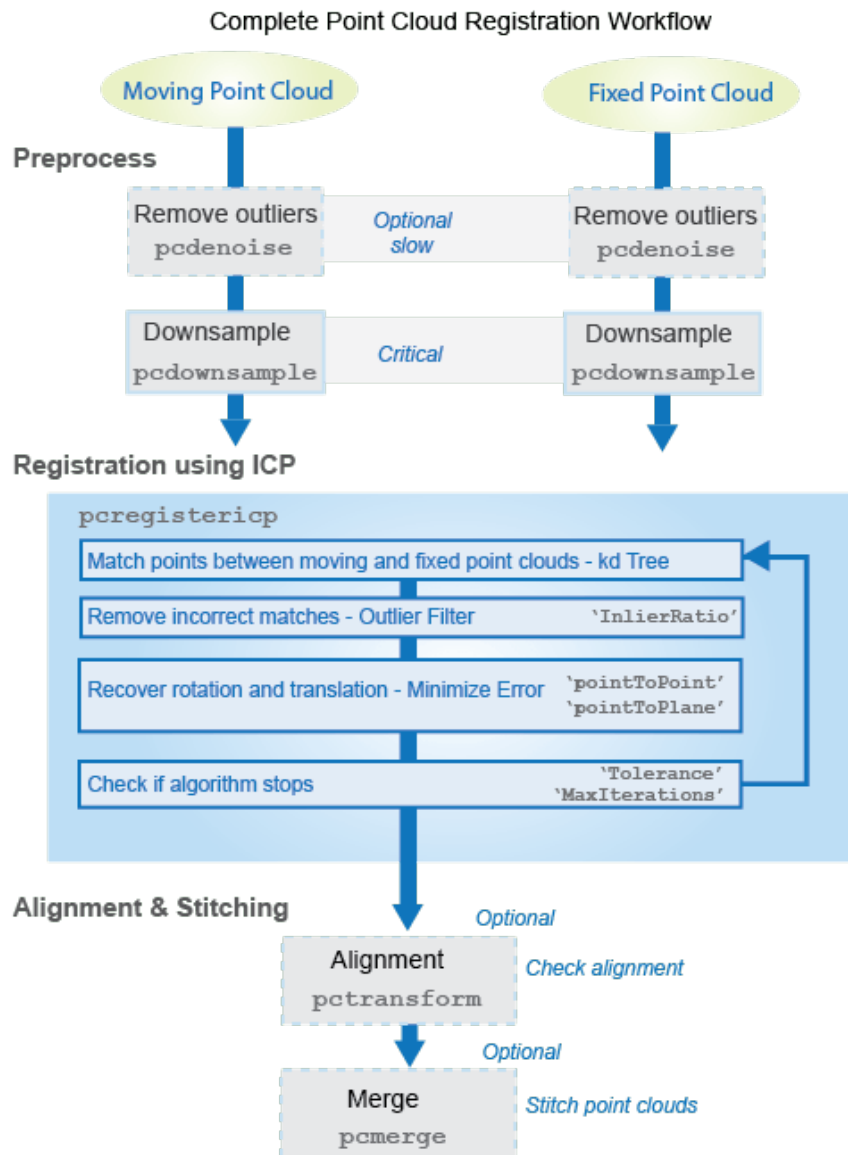 Complete Point Cloud Registration Workflow
Moving Point Cloud
Fixed Point Cloud
Preprocess
Remove outliers
pcdenoise
Optional
slow
Remove outliers
pcdenoise
Downsample
pcdownsample
Critical
Downsample
pcdownsample
Registration using ICP
pcregistericp
Match points between moving and fixed point clouds - kd Tree
Remove incorrect matches - Outlier Filter ‘InlierRatio’
Recover rotation and translation - Minimize Error ‘pointToPoint’
‘pointToPlane’
Check if algorithm stops ‘Tolerance’
‘MaxIterations’
Alignment & Stitching
Optional
Alignment
pctransform
Check alignment
Optional
Merge
pcmerge
Stitch point clouds